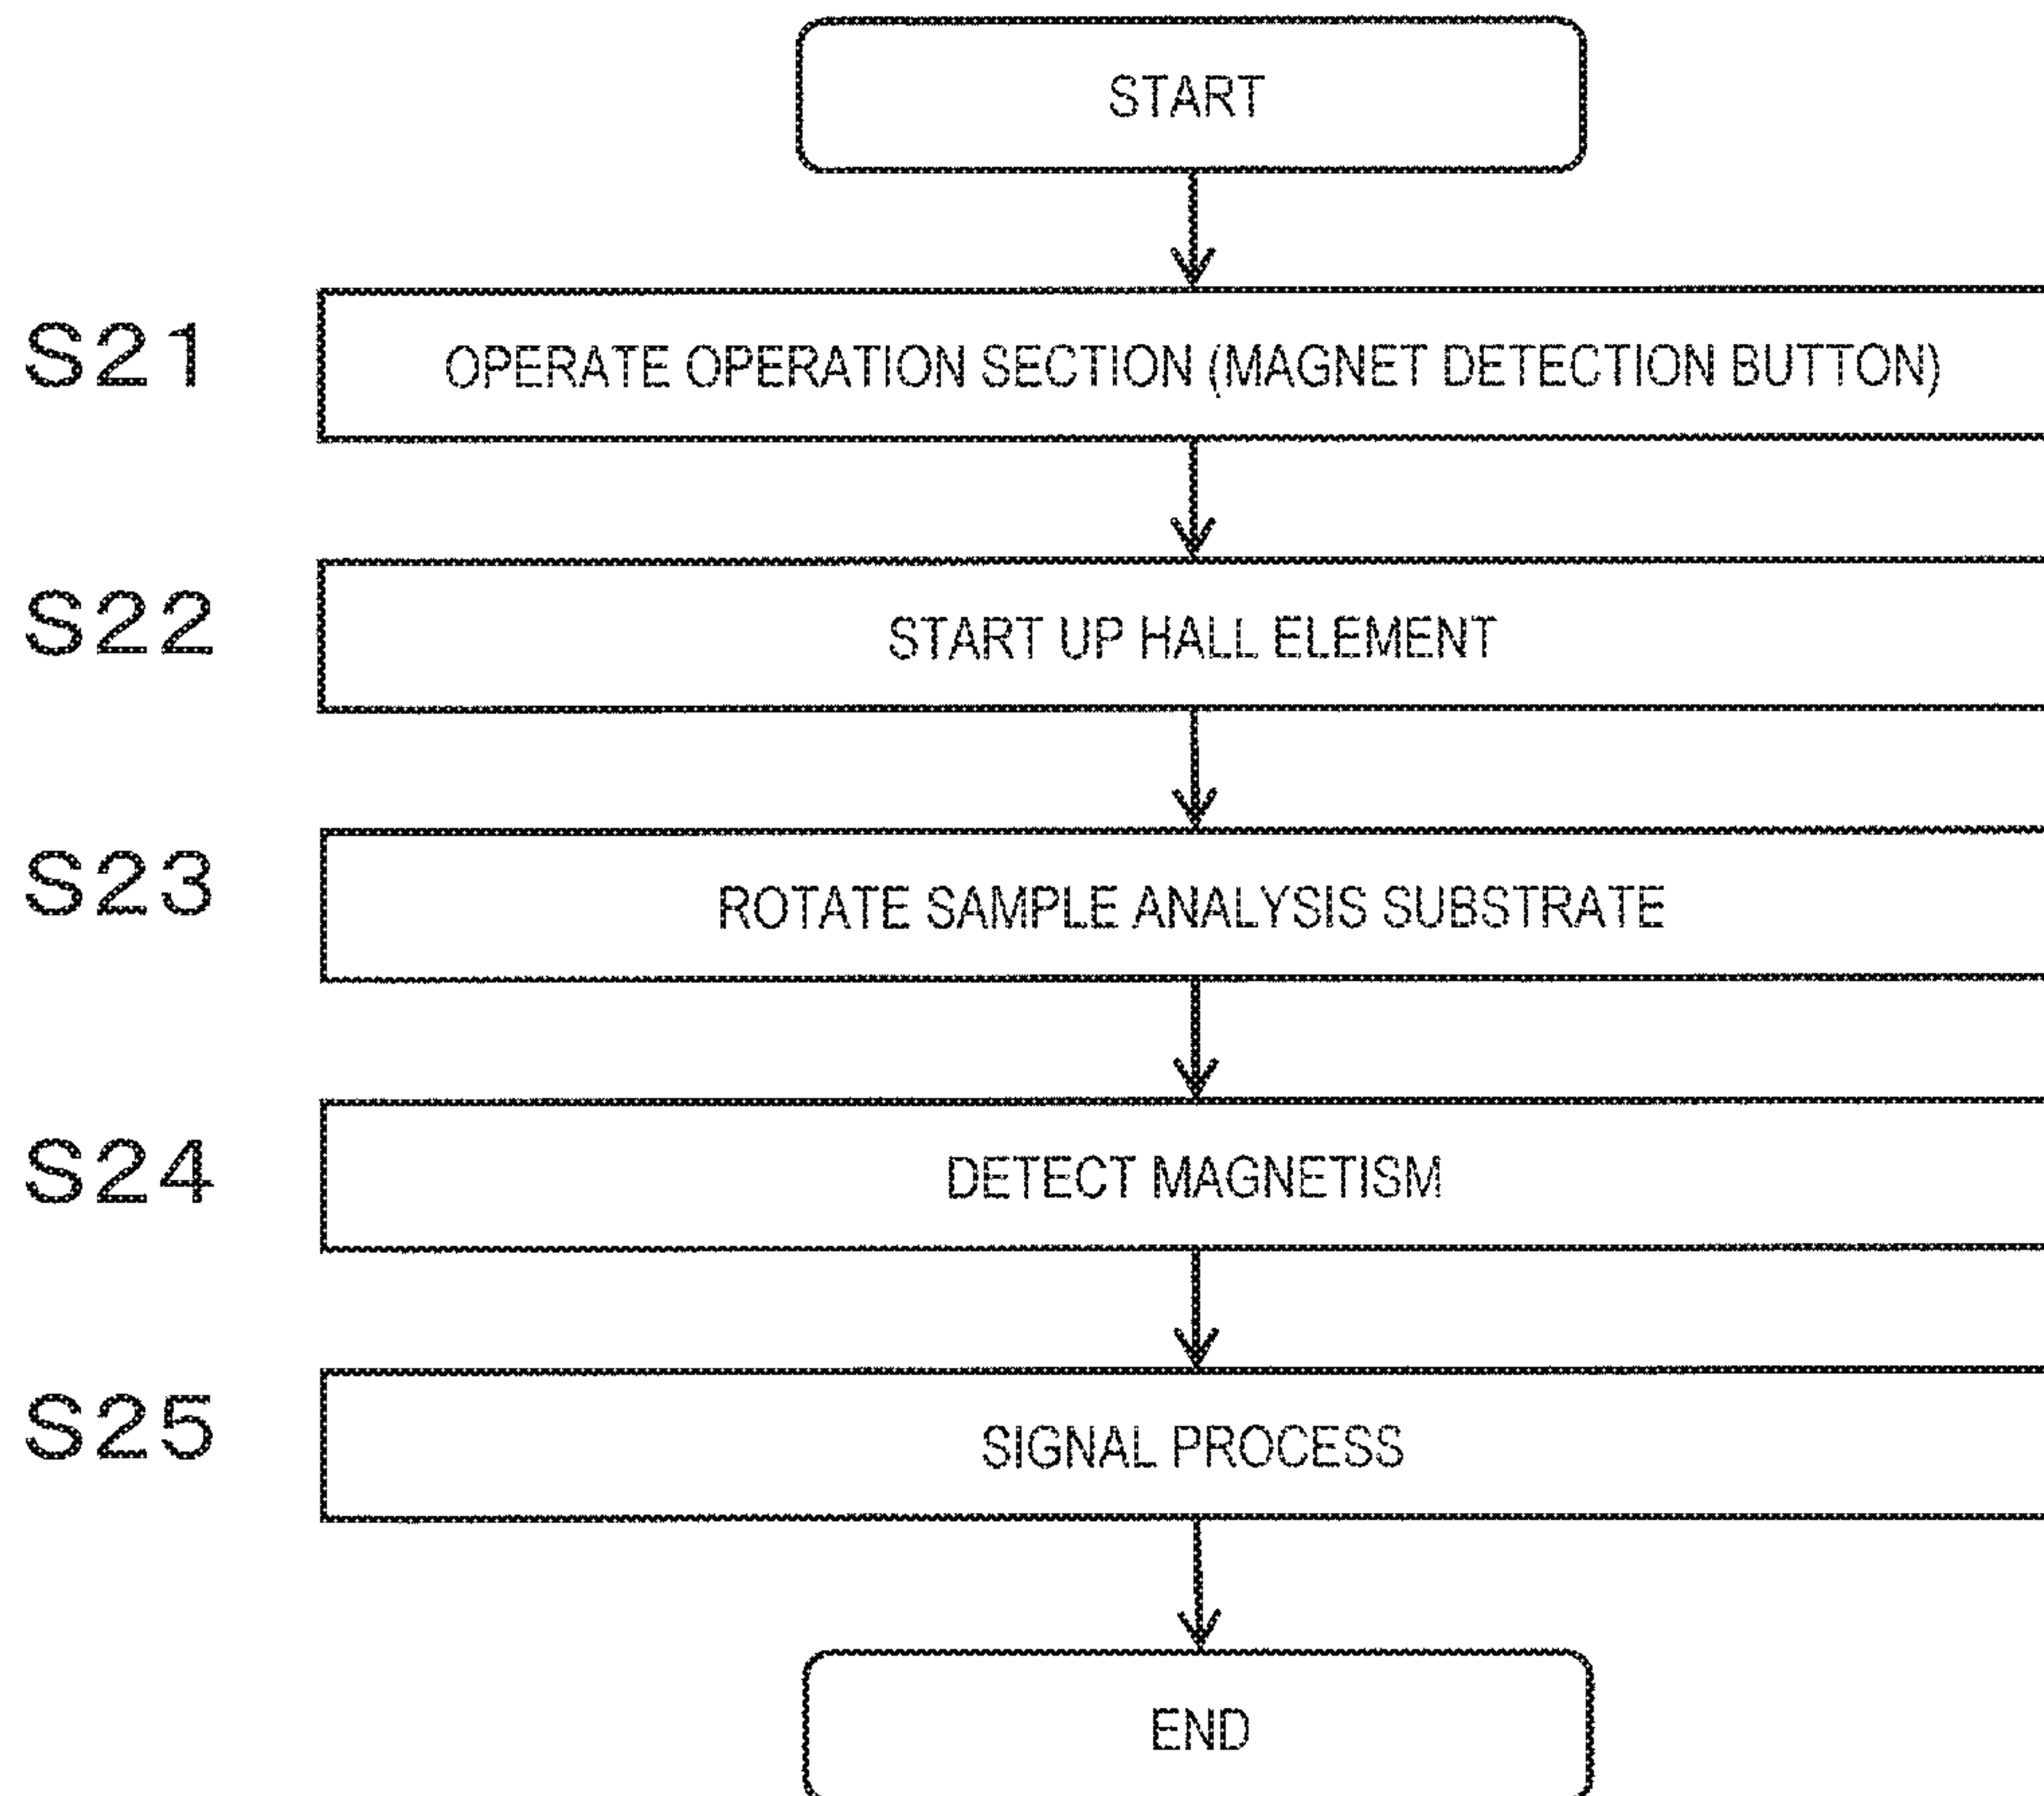 START
S21
OPERATE OPERATION SECTION (MAGNET DETECTION BUTTON)
S22
START UP HALL ELEMENT
S23
ROTATE SAMPLE ANALYSIS SUBSTRATE
S24
DETECT MAGNETISM
S25
SIGNAL PROCESS
END